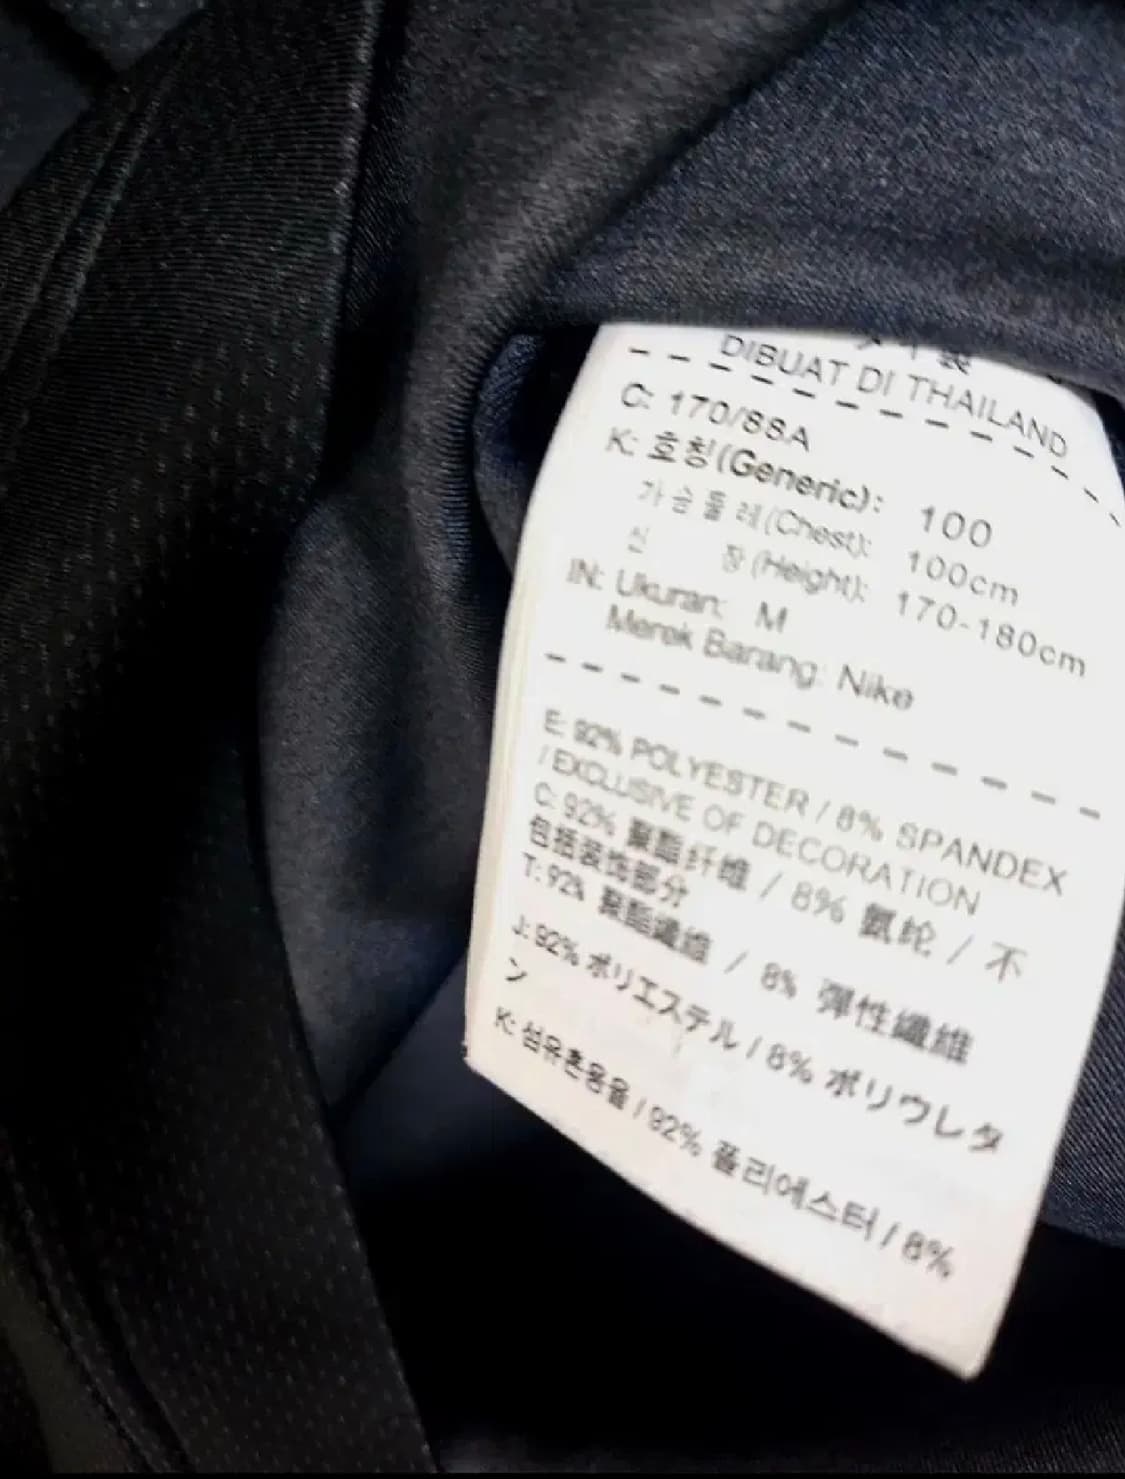 タイ製
DIBUAT DI THAILAND
C: 170/88A
K: 호칭(Generic): 100
가슴둘레(Chest): 100cm
신 장(Height): 170-180cm
IN: Ukuran: M
Merek Barang: Nike
E: 92% POLYESTER / 8% SPANDEX
/ EXCLUSIVE OF DECORATION
C: 92% 聚酯纤维 / 8% 氨纶 / 不
包括装饰部分
T: 92% 聚酯纖維 / 8% 彈性纖維
J: 92% ポリエステル / 8% ポリウレタ
ン
K: 섬유혼용율 / 92% 폴리에스터 / 8%